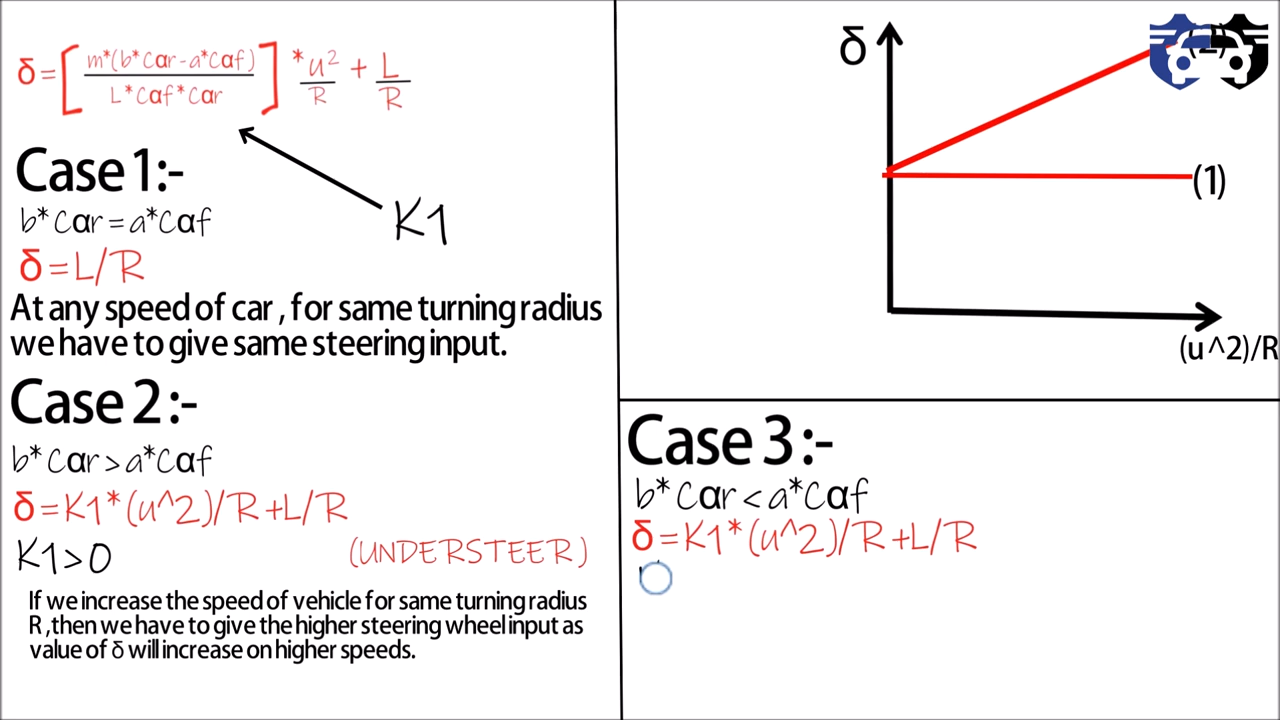 δ=[m*(b*Cαr-a*Cαf)/L*Cαf*Cαr]*u²/R+L/R
K1
Case 1:-
b*Cαr=a*Cαf
δ=L/R
At any speed of car , for same turning radius
we have to give same steering input.
Case 2:-
b*Cαr>a*Cαf
δ=K1*(u^2)/R+L/R
K1>0 (UNDERSTEER)
If we increase the speed of vehicle for same turning radius
R ,then we have to give the higher steering wheel input as
value of δ will increase on higher speeds.
δ
(2)
(1)
(u^2)/R
Case 3:-
b*Cαr<a*Cαf
δ=K1*(u^2)/R+L/R